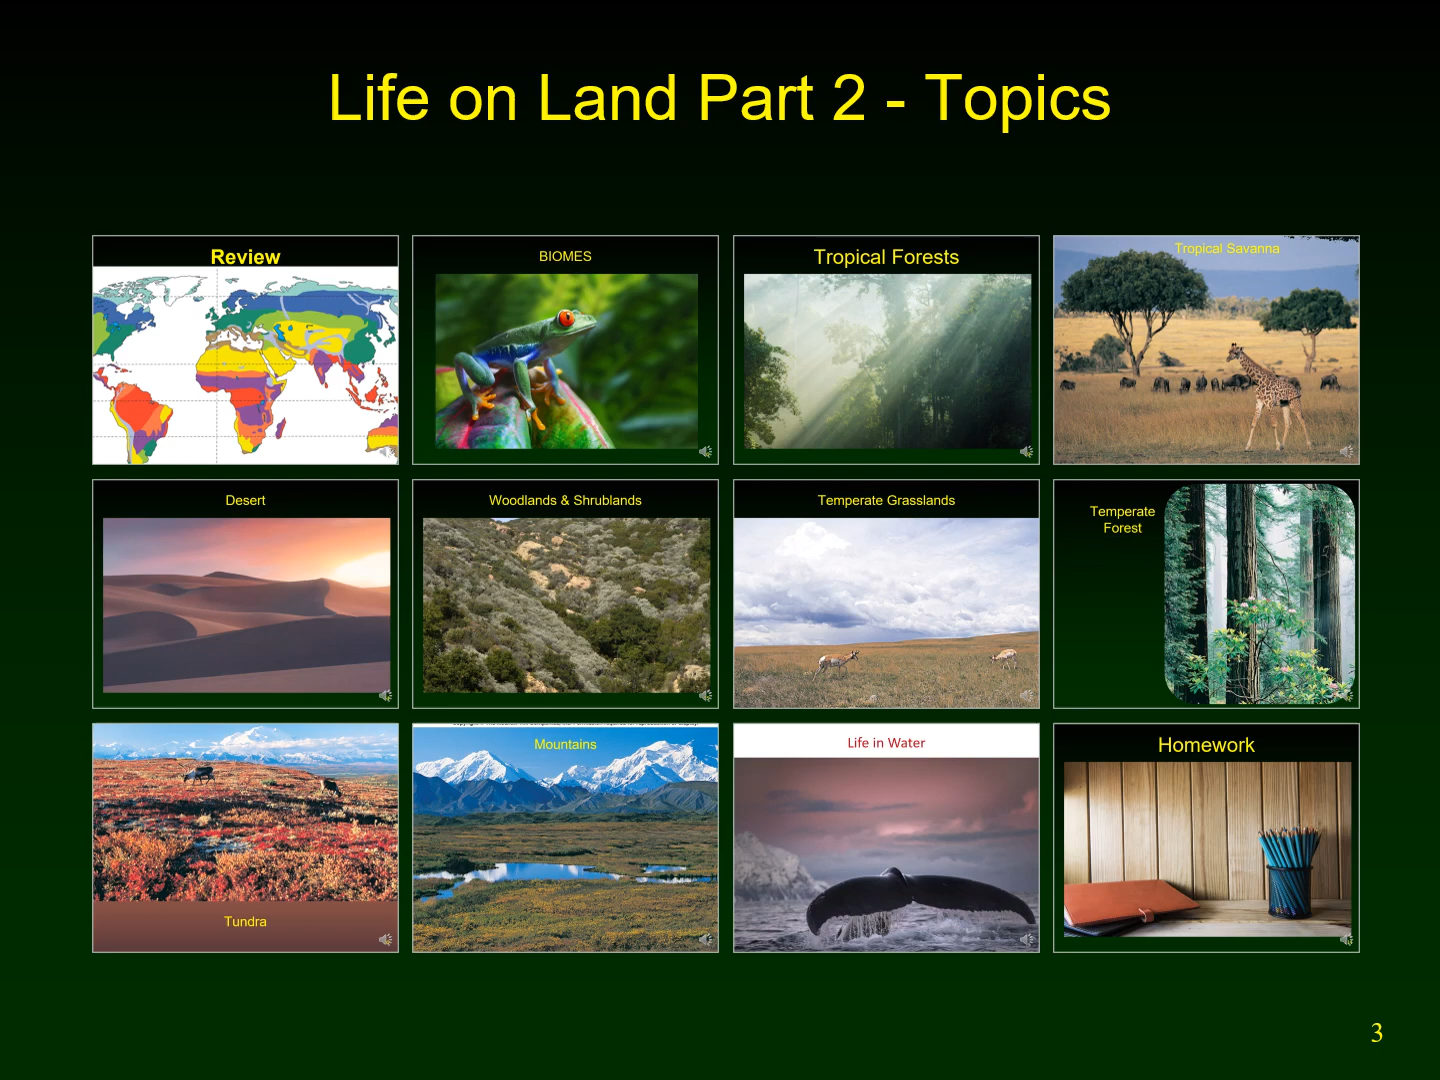 Life on Land Part 2 - Topics
Review
BIOMES
Tropical Forests
Tropical Savanna
Desert
Woodlands & Shrublands
Temperate Grasslands
Temperate
Forest
Tundra
Mountains
Life in Water
Homework
3